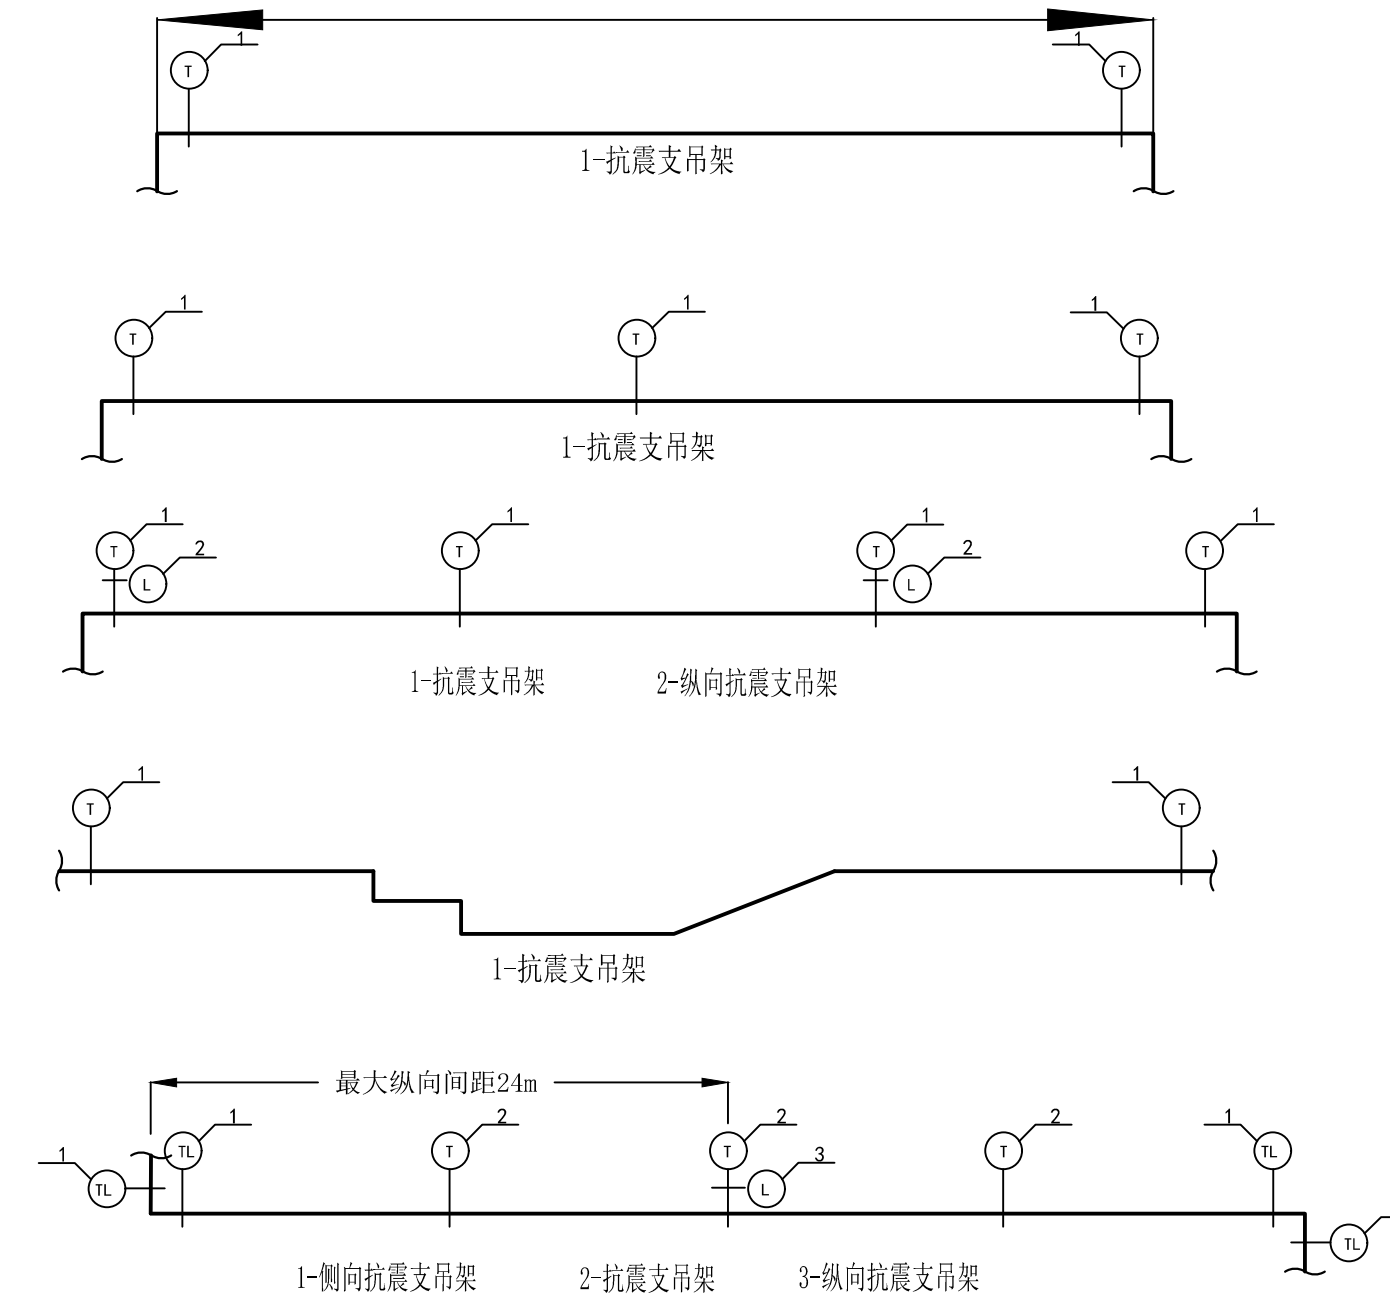 1 1
T T
1-抗震支吊架
1 1 1
T T T
1-抗震支吊架
1 1 1 1
T T T T
2 2
L L
1-抗震支吊架 2-纵向抗震支吊架
1 1
T T
1-抗震支吊架
最大纵向间距24m
1 2 2 2 1
TL T T T TL
1 3
TL L
TL
1-侧向抗震支吊架 2-抗震支吊架 3-纵向抗震支吊架